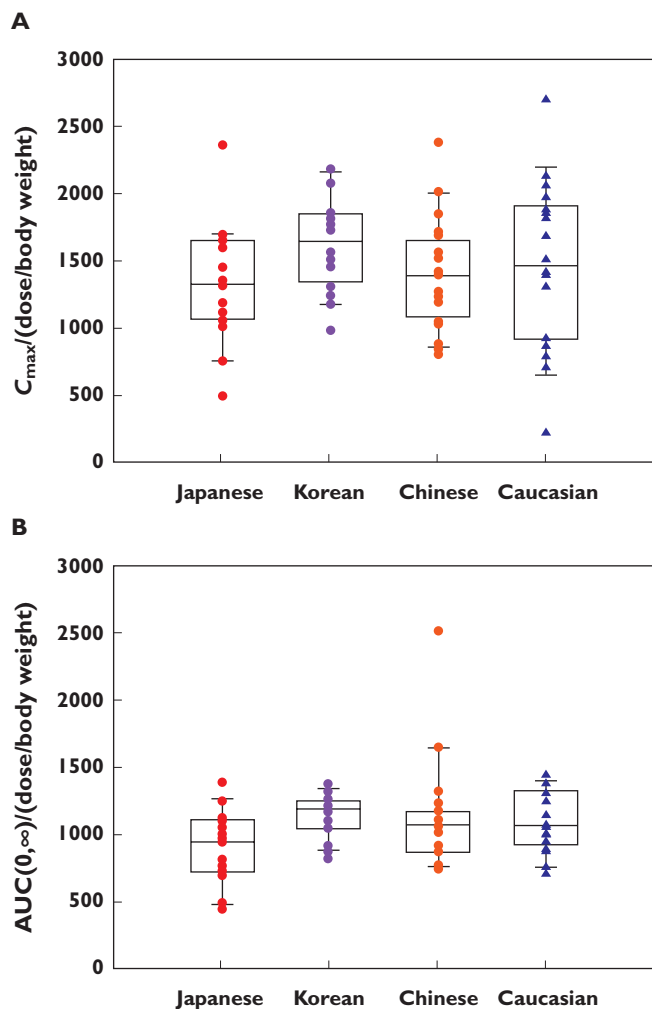 A
3000
2500
2000
1500
1000
500
0
Cmax/(dose/body weight)
Japanese Korean Chinese Caucasian
B
3000
2500
2000
1500
1000
500
0
AUC(0,∞)/(dose/body weight)
Japanese Korean Chinese Caucasian